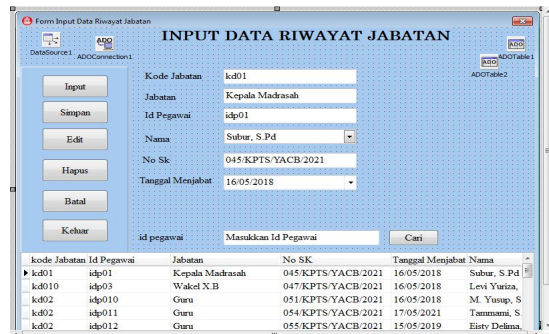 Form Input Data Riwayat Jabatan
INPUT DATA RIWAYAT JABATAN
DataSource1
ADOConnection1
ADOTable1
ADOTable2
Input
Simpan
Edit
Hapus
Batal
Keluar
Kode Jabatan kd01
Jabatan Kepala Madrasah
Id Pegawai idp01
Nama Subur, S.Pd
No Sk 045/KPTS/YACB/2021
Tanggal Menjabat 16/05/2018
id pegawai Masukkan Id Pegawai Cari
kode Jabatan Id Pegawai Jabatan No SK Tanggal Menjabat Nama
kd01 idp01 Kepala Madrasah 045/KPTS/YACB/2021 16/05/2018 Subur, S.Pd
kd010 idp03 Wakel X.B 047/KPTS/YACB/2021 16/05/2018 Levi Yuriza,
kd02 idp010 Guru 051/KPTS/YACB/2021 16/05/2018 M. Yusup, S
kd02 idp011 Guru 054/KPTS/YACB/2021 17/05/2021 Tammami, S
kd02 idp012 Guru 055/KPTS/YACB/2021 15/05/2019 Eisty Delima,